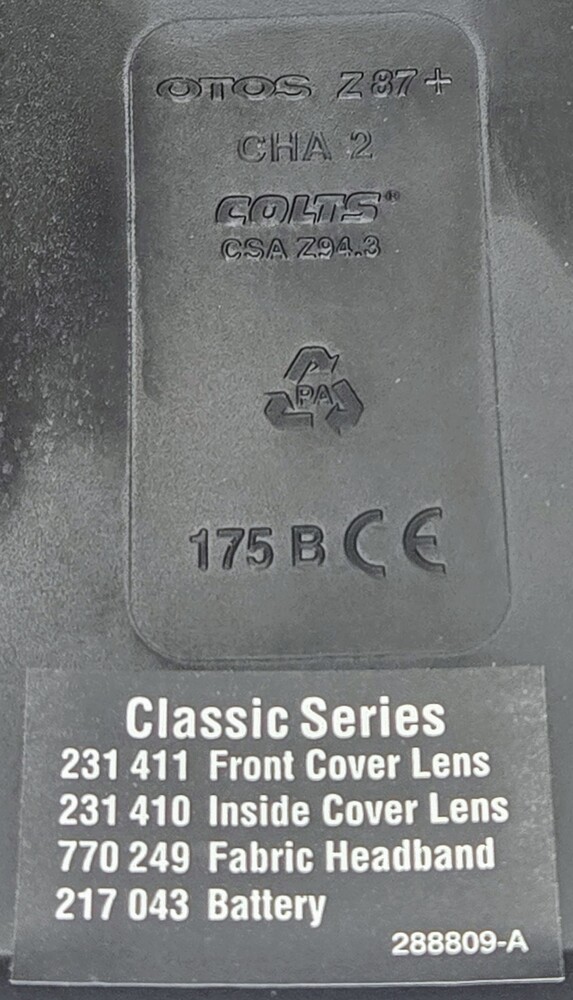 OTOS Z 87+
CHA 2
COLTS®
CSA Z94.3
PA
175 B CE
Classic Series
231 411 Front Cover Lens
231 410 Inside Cover Lens
770 249 Fabric Headband
217 043 Battery
288809-A